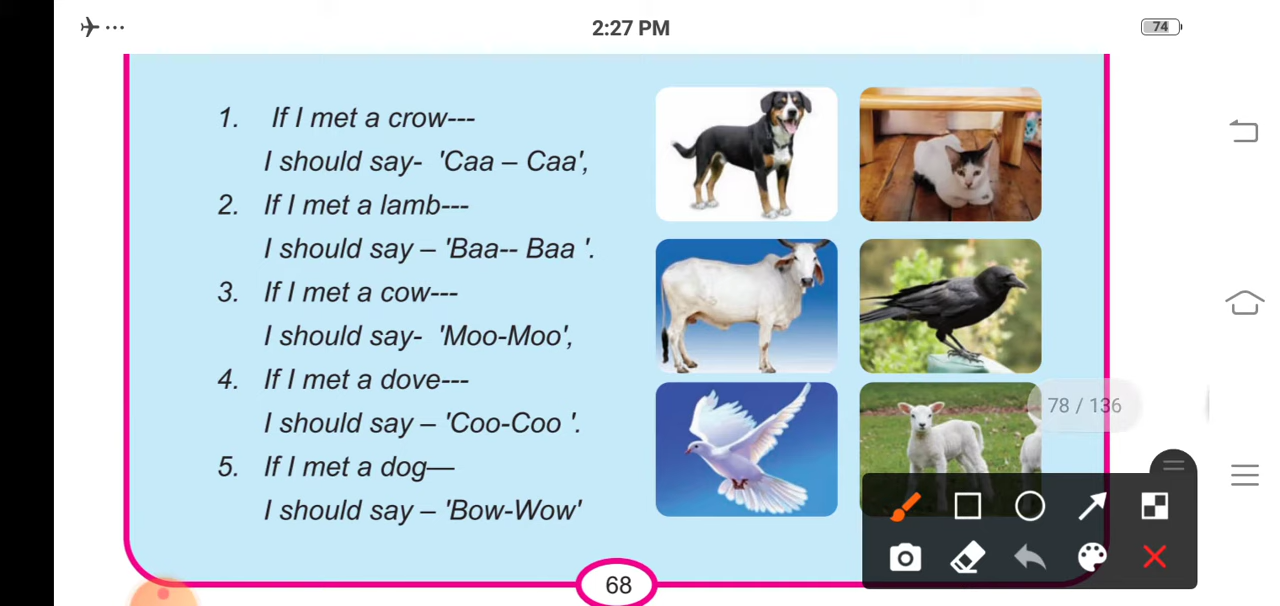 2:27 PM
74
1. If I met a crow---
I should say- 'Caa – Caa',
2. If I met a lamb---
I should say – 'Baa-- Baa '.
3. If I met a cow---
I should say- 'Moo-Moo',
4. If I met a dove---
I should say – 'Coo-Coo '.
5. If I met a dog—
I should say – 'Bow-Wow'
78 / 136
68